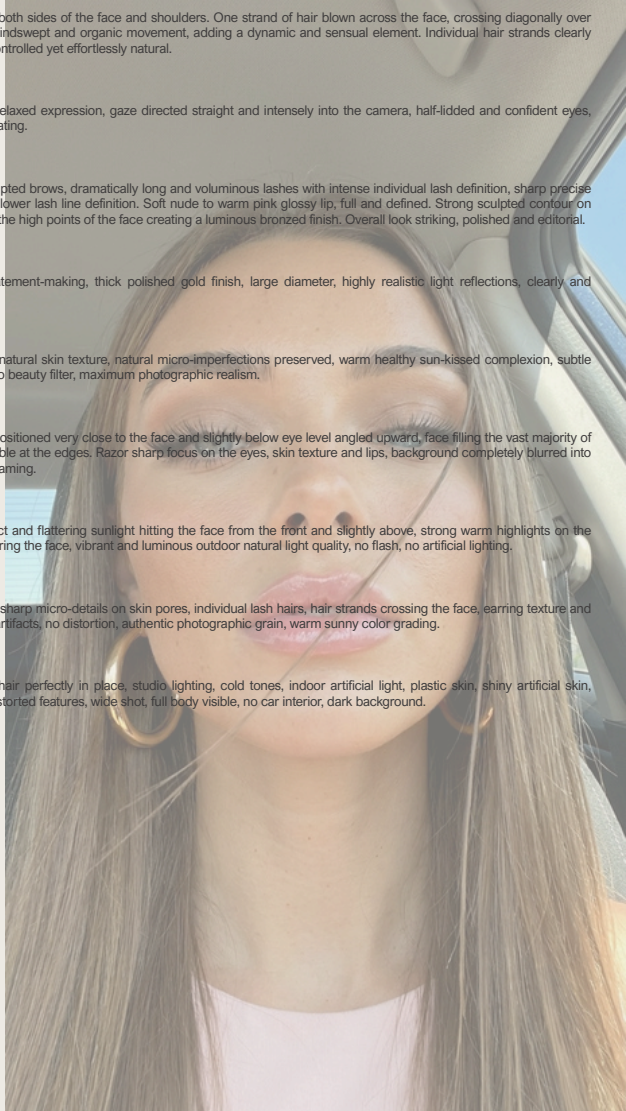 both sides of the face and shoulders. One strand of hair blown across the face, crossing diagonally over
indswept and organic movement, adding a dynamic and sensual element. Individual hair strands clearly
ntrolled yet effortlessly natural.
elaxed expression, gaze directed straight and intensely into the camera, half-lidded and confident eyes,
ating.
pted brows, dramatically long and voluminous lashes with intense individual lash definition, sharp precise
lower lash line definition. Soft nude to warm pink glossy lip, full and defined. Strong sculpted contour on
the high points of the face creating a luminous bronzed finish. Overall look striking, polished and editorial.
tement-making, thick polished gold finish, large diameter, highly realistic light reflections, clearly and
natural skin texture, natural micro-imperfections preserved, warm healthy sun-kissed complexion, subtle
o beauty filter, maximum photographic realism.
ositioned very close to the face and slightly below eye level angled upward, face filling the vast majority of
ble at the edges. Razor sharp focus on the eyes, skin texture and lips, background completely blurred into
aming.
ct and flattering sunlight hitting the face from the front and slightly above, strong warm highlights on the
ring the face, vibrant and luminous outdoor natural light quality, no flash, no artificial lighting.
sharp micro-details on skin pores, individual lash hairs, hair strands crossing the face, earring texture and
rtifacts, no distortion, authentic photographic grain, warm sunny color grading.
hair perfectly in place, studio lighting, cold tones, indoor artificial light, plastic skin, shiny artificial skin,
storted features, wide shot, full body visible, no car interior, dark background.